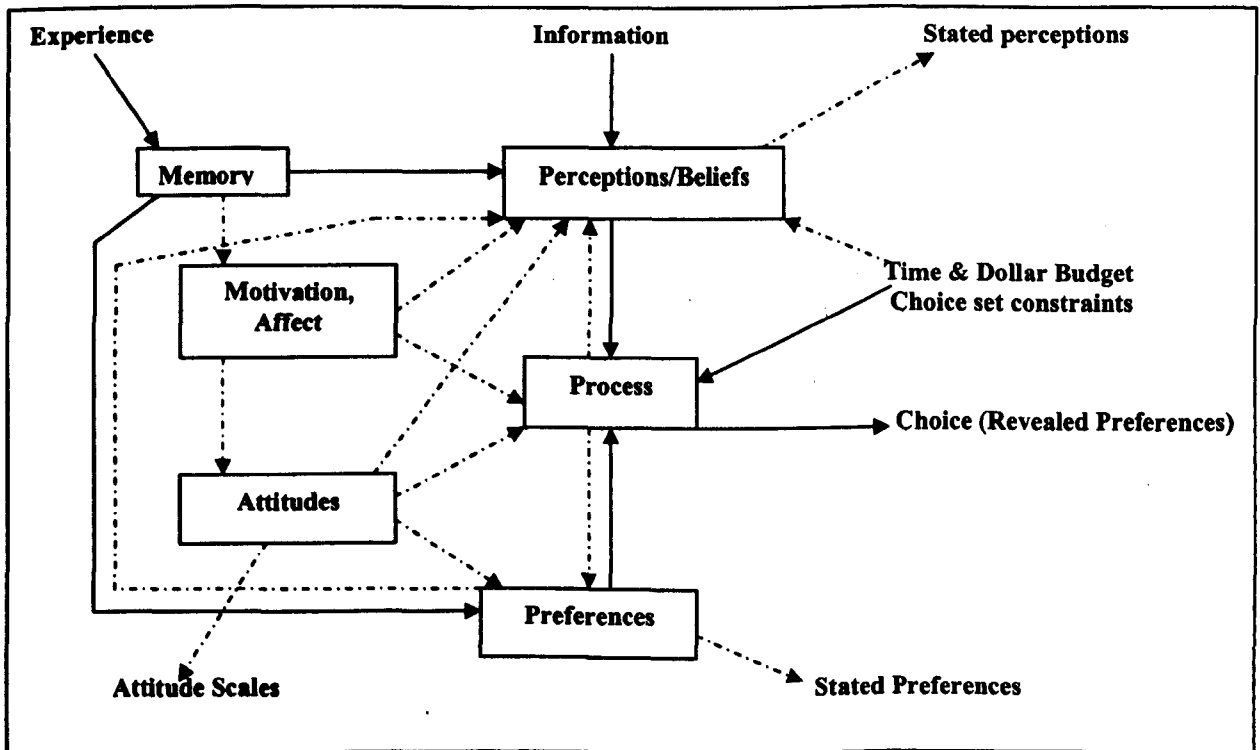 Experience
Information
Stated perceptions
Memory
Perceptions/Beliefs
Time & Dollar Budget
Choice set constraints
Motivation,
Affect
Process
Choice (Revealed Preferences)
Attitudes
Preferences
Attitude Scales
Stated Preferences